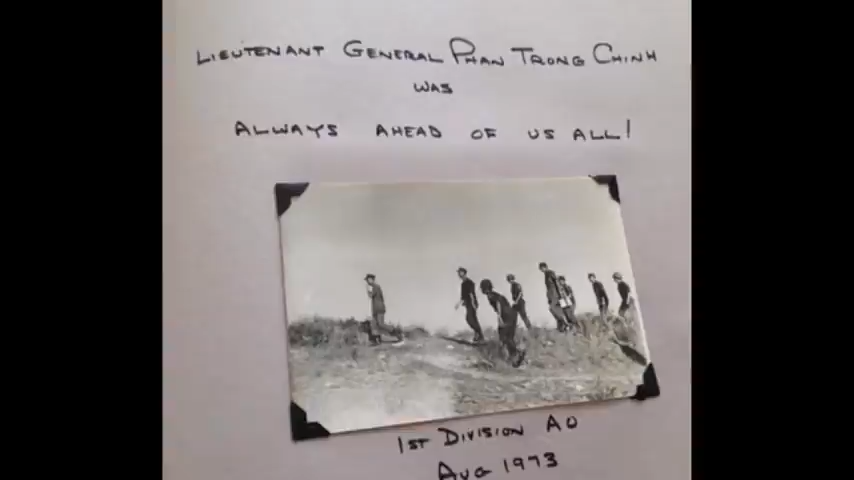 LIEUTENANT GENERAL PHAN TRONG CHINH
WAS
ALWAYS AHEAD OF US ALL!
1ST DIVISION AO
AUG 1973